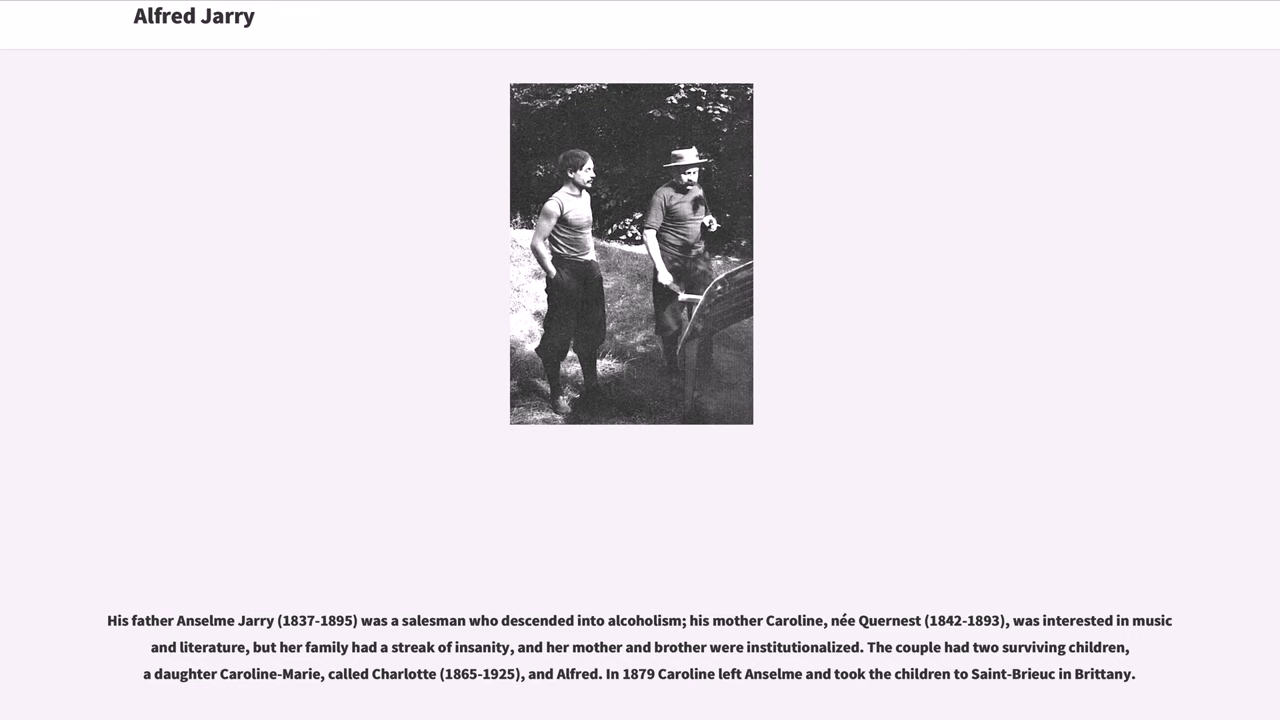 Alfred Jarry
His father Anselme Jarry (1837-1895) was a salesman who descended into alcoholism; his mother Caroline, née Quernest (1842-1893), was interested in music
and literature, but her family had a streak of insanity, and her mother and brother were institutionalized. The couple had two surviving children,
a daughter Caroline-Marie, called Charlotte (1865-1925), and Alfred. In 1879 Caroline left Anselme and took the children to Saint-Brieuc in Brittany.